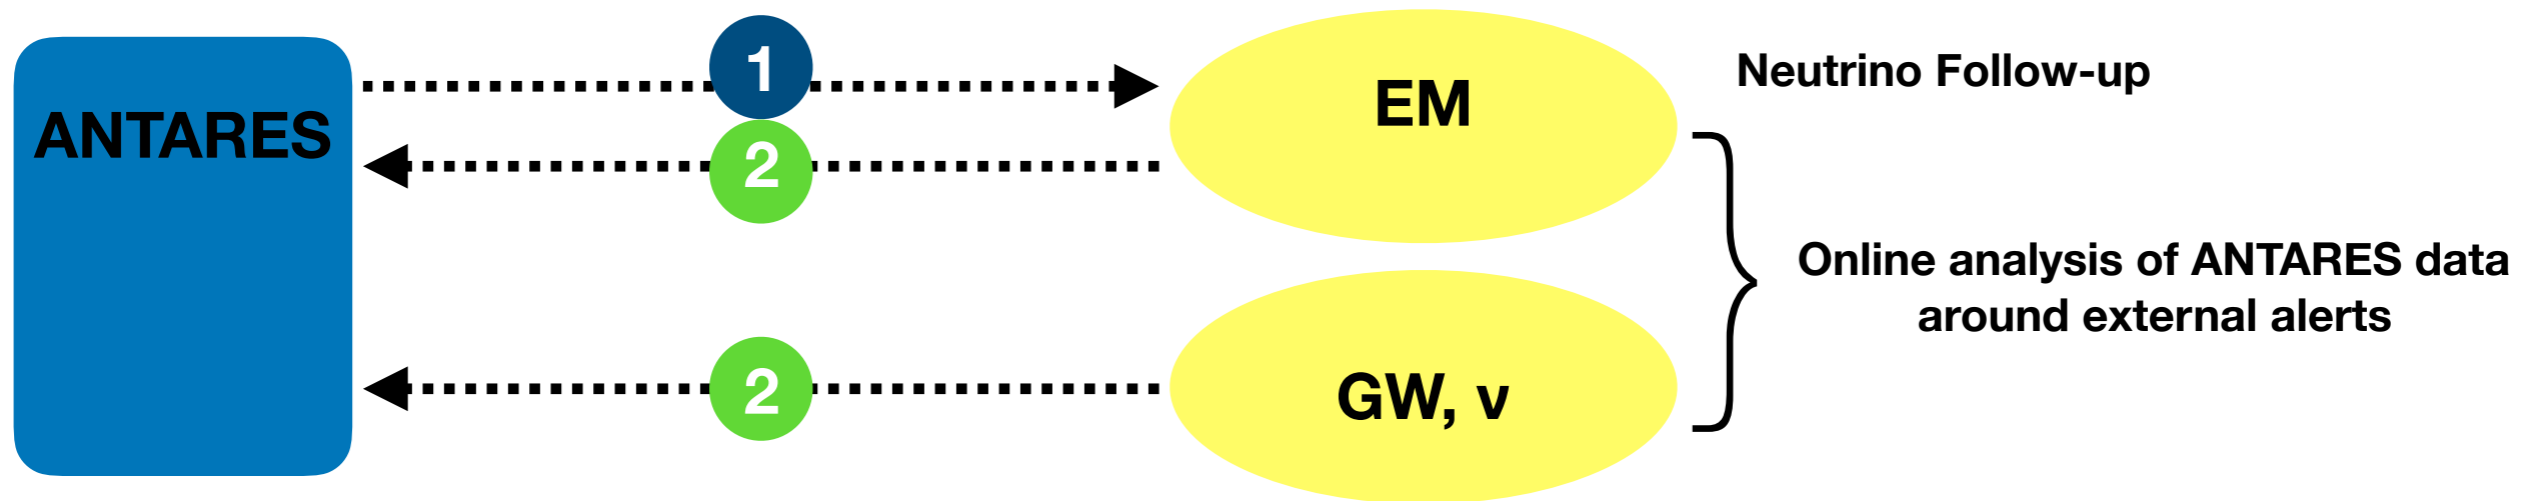 ANTARES
1
2
2
EM
GW, ν
Neutrino Follow-up
Online analysis of ANTARES data
around external alerts